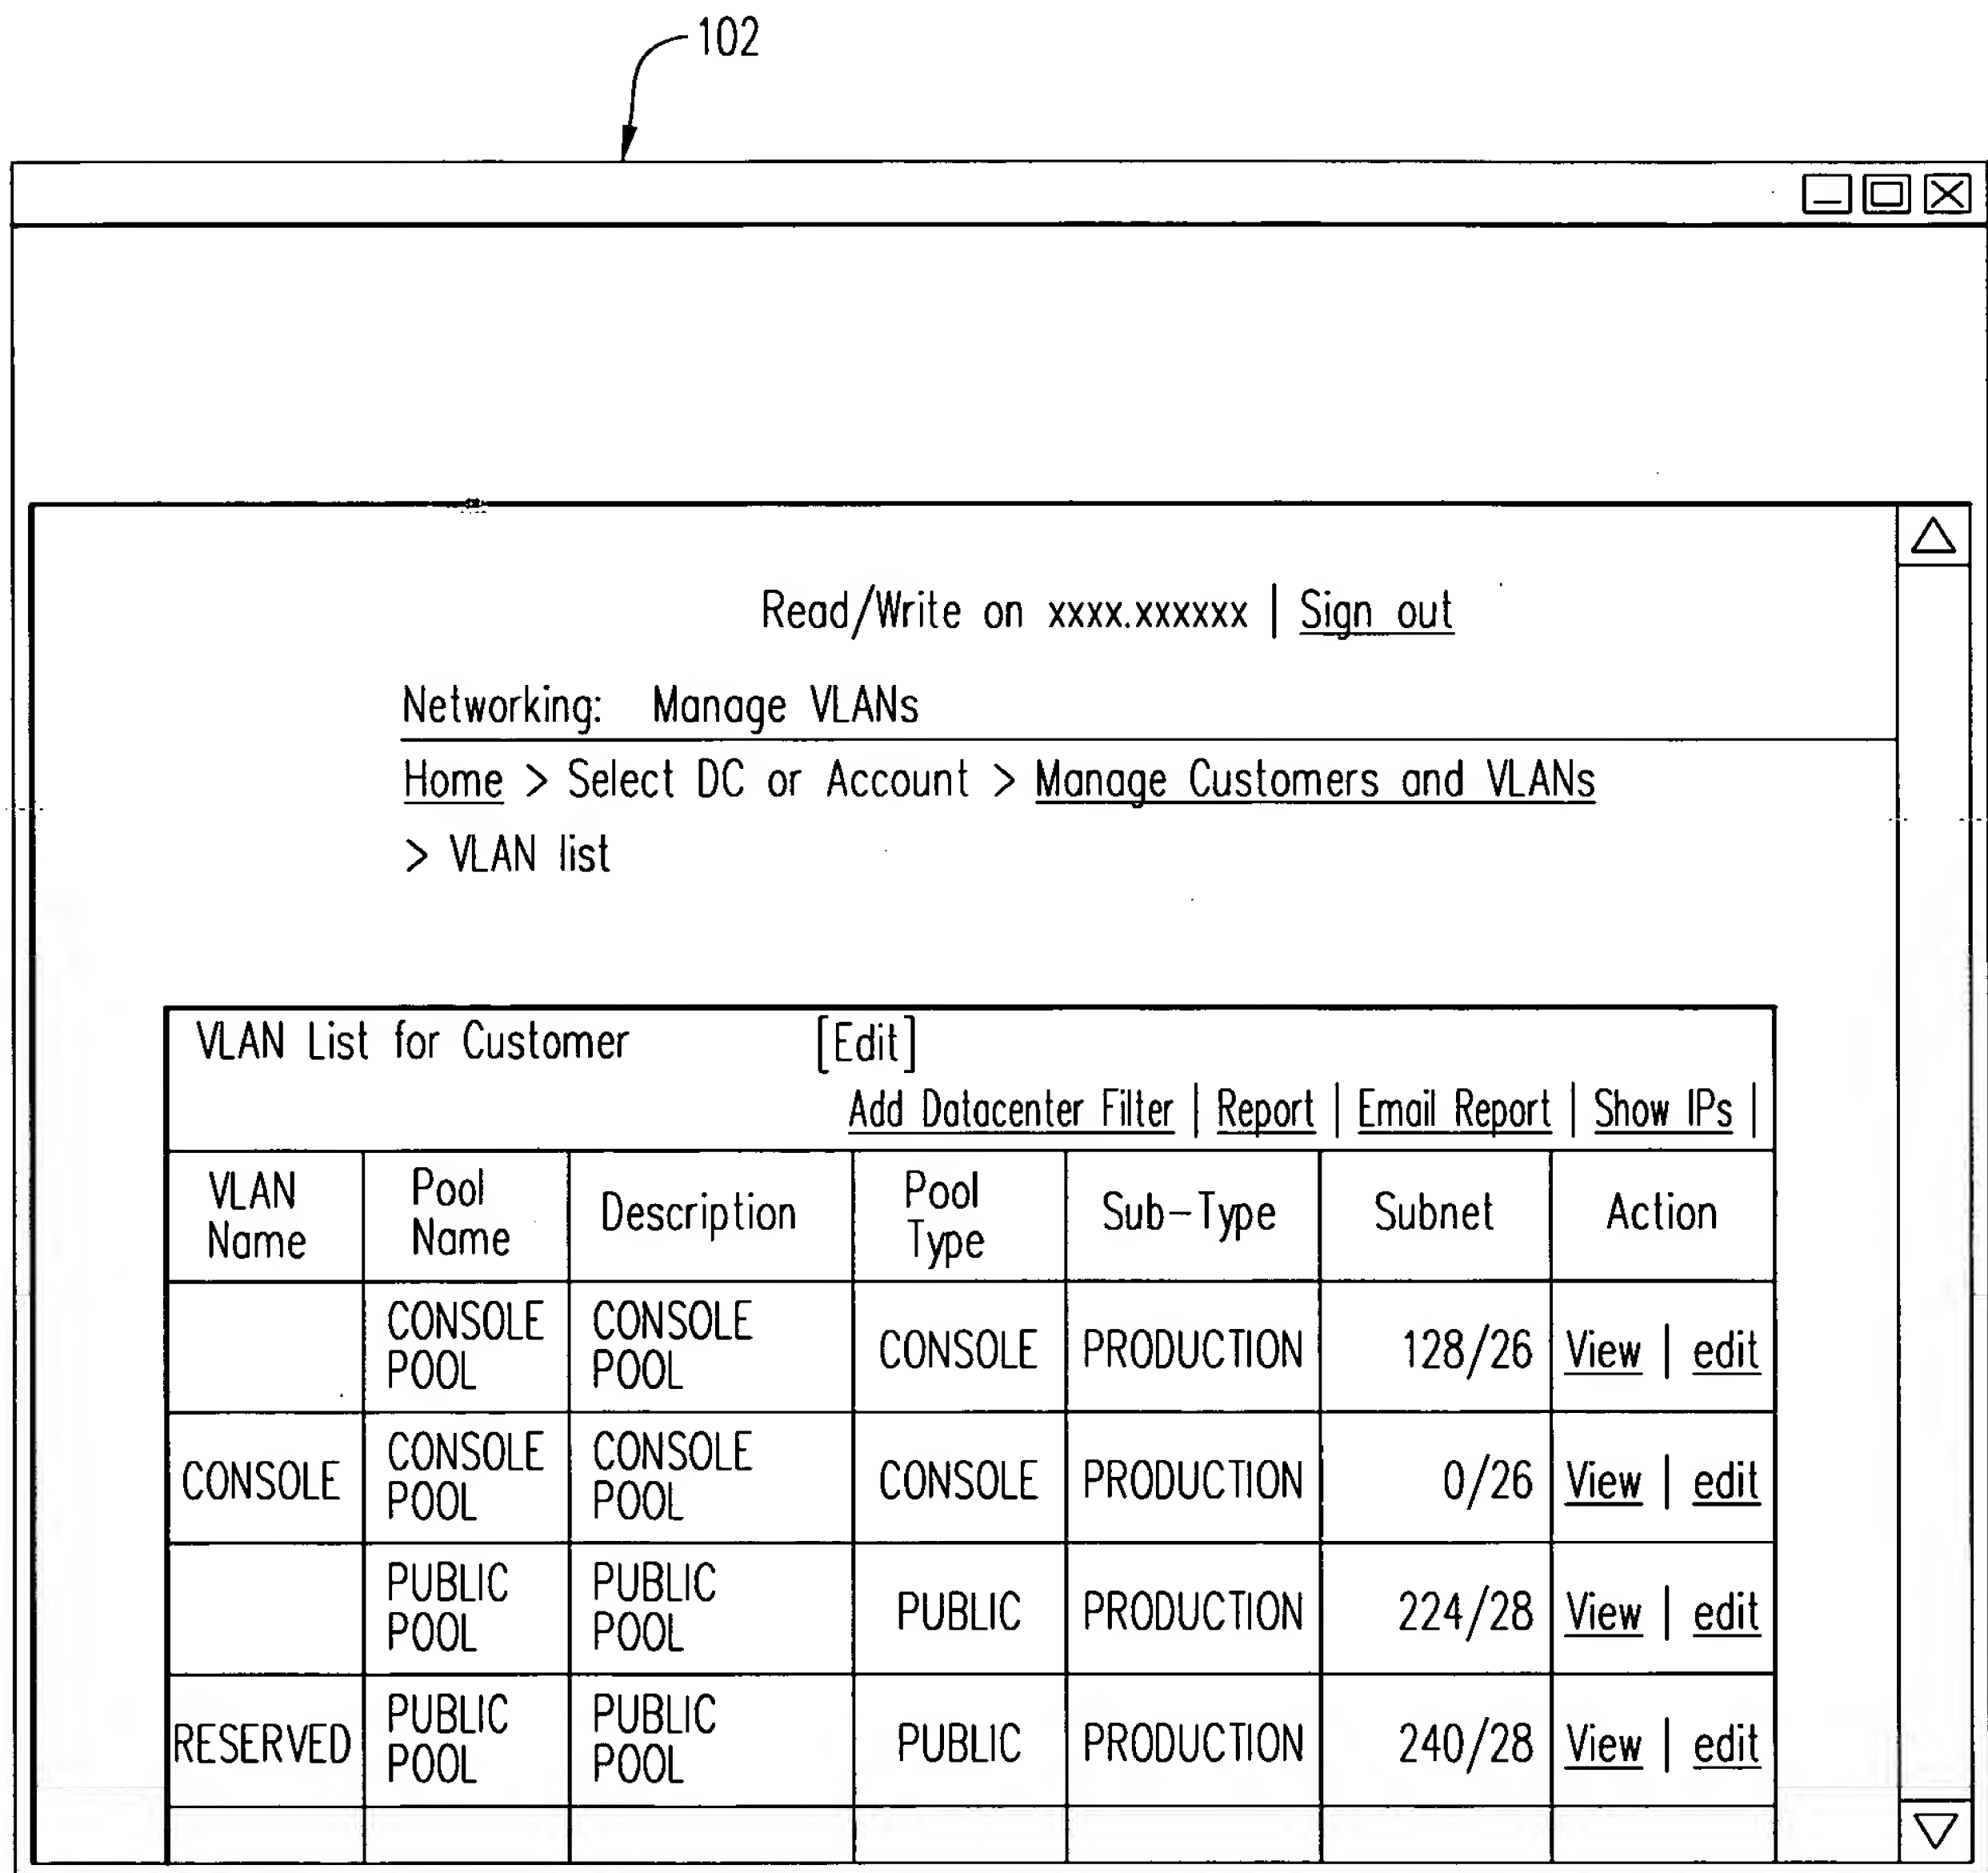 102
Read/Write on xxxx.xxxxxx | Sign out
Networking: Manage VLANs
Home > Select DC or Account > Manage Customers and VLANs
> VLAN list
VLAN List for Customer [Edit]
Add Datacenter Filter | Report | Email Report | Show IPs |
VLAN Name Pool Name Description Pool Type Sub-Type Subnet Action
CONSOLE POOL CONSOLE POOL CONSOLE PRODUCTION 128/26 View | edit
CONSOLE CONSOLE POOL CONSOLE POOL CONSOLE PRODUCTION 0/26 View | edit
PUBLIC POOL PUBLIC POOL PUBLIC PRODUCTION 224/28 View | edit
RESERVED PUBLIC POOL PUBLIC POOL PUBLIC PRODUCTION 240/28 View | edit